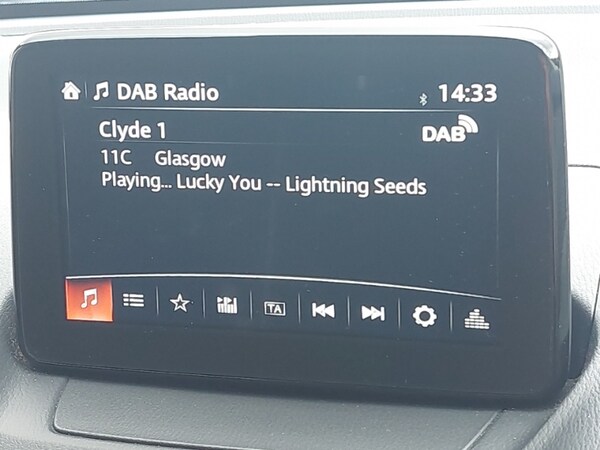 DAB Radio 14:33
Clyde 1 DAB
11C Glasgow
Playing... Lucky You -- Lightning Seeds
TA